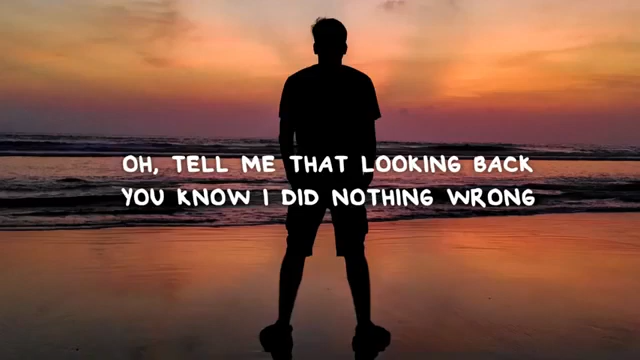 OH, TELL ME THAT LOOKING BACK
YOU KNOW I DID NOTHING WRONG